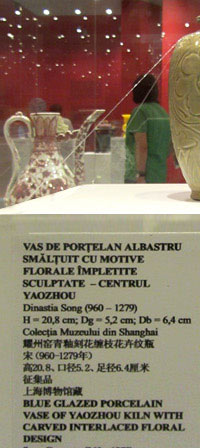 VAS DE PORŢELAN ALBASTRU
SMĂLŢUIT CU MOTIVE
FLORALE ÎMPLETITE
SCULPTATE – CENTRUL
YAOZHOU
Dinastia Song (960 – 1279)
H = 20,8 cm; Dg = 5,2 cm; Db = 6,4 cm
Colecţia Muzeului din Shanghai
耀州窑青釉刻花缠枝花卉纹瓶
宋（960-1279年）
高20.8、口径5.2、足径6.4厘米
征集品
上海博物馆藏
BLUE GLAZED PORCELAIN
VASE OF YAOZHOU KILN WITH
CARVED INTERLACED FLORAL
DESIGN